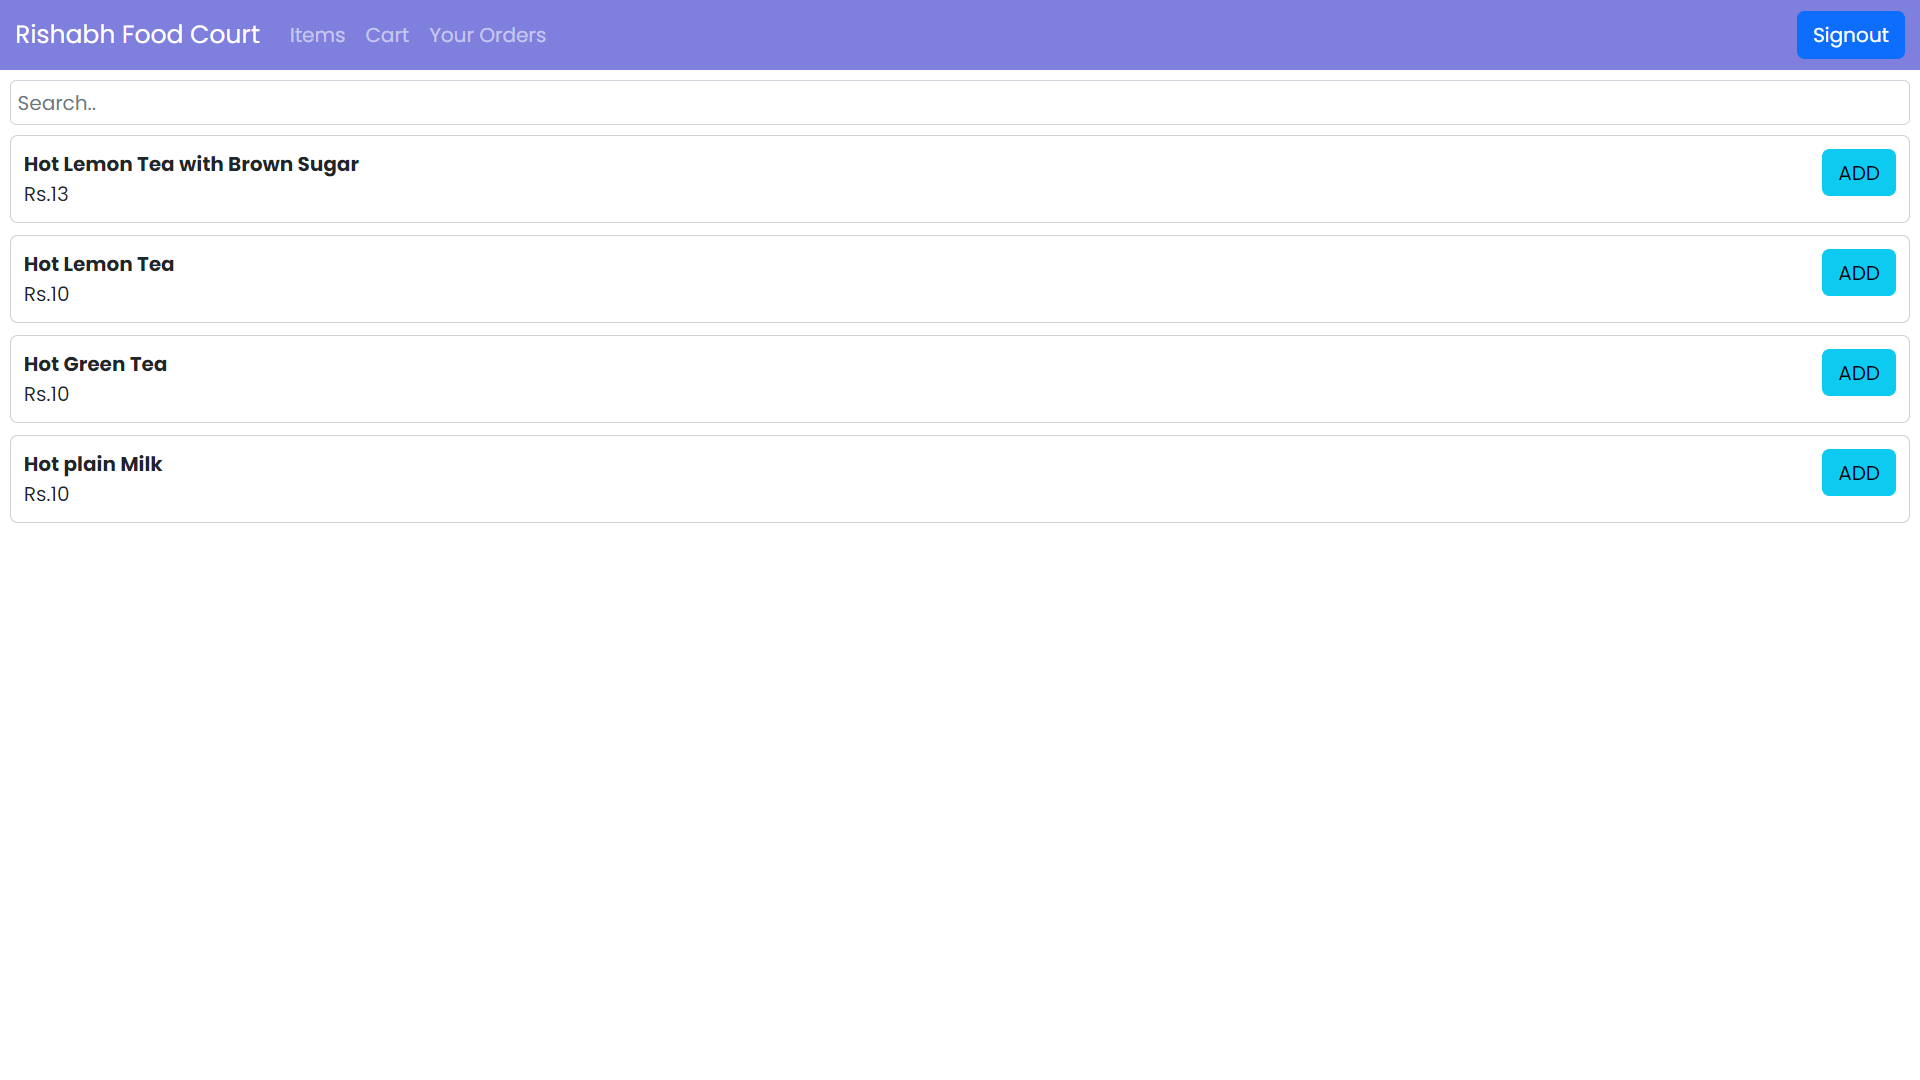 Rishabh Food Court Items Cart Your Orders Signout
Search..
Hot Lemon Tea with Brown Sugar
Rs.13
ADD
Hot Lemon Tea
Rs.10
ADD
Hot Green Tea
Rs.10
ADD
Hot plain Milk
Rs.10
ADD